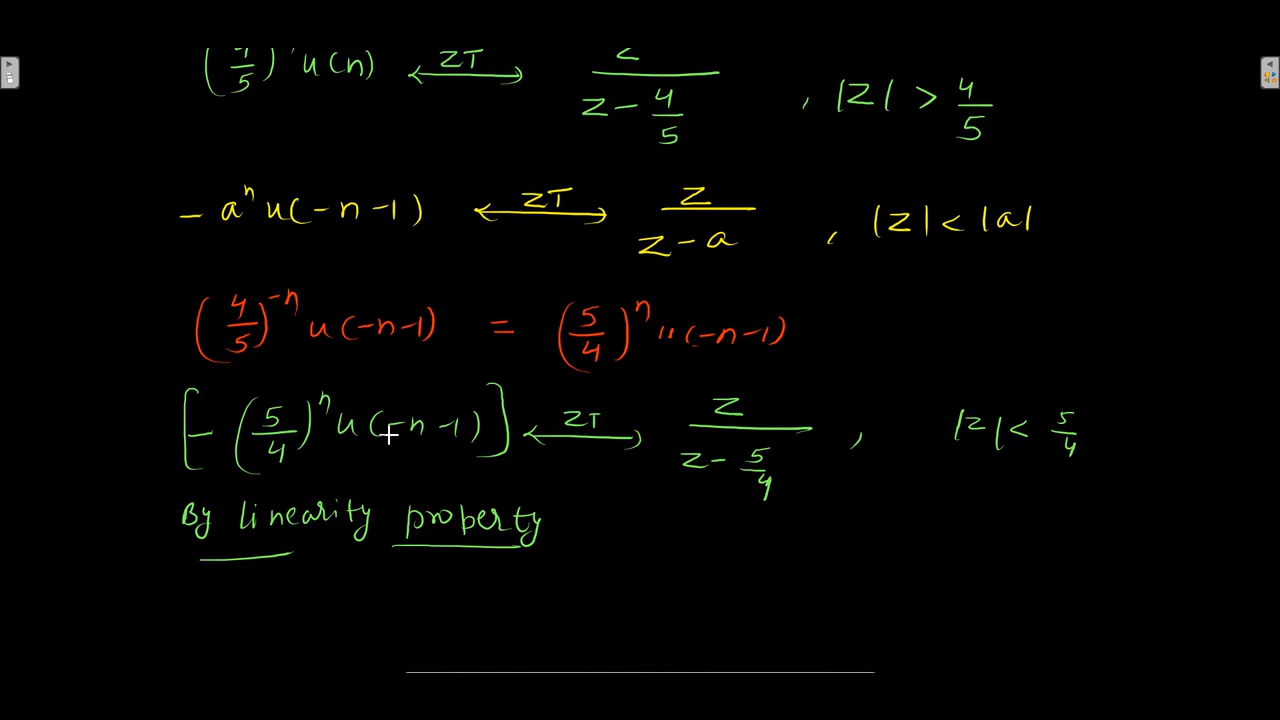 (4/5)^n u(n) ⟷ZT z/(z − 4/5) , |z| > 4/5
− a^n u(−n−1) ⟷ZT z/(z − a) , |z| < |a|
(4/5)^−n u(−n−1) = (5/4)^n u(−n−1)
[− (5/4)^n u(−n−1)] ⟷ZT z/(z − 5/4) , |z| < 5/4
By linearity property